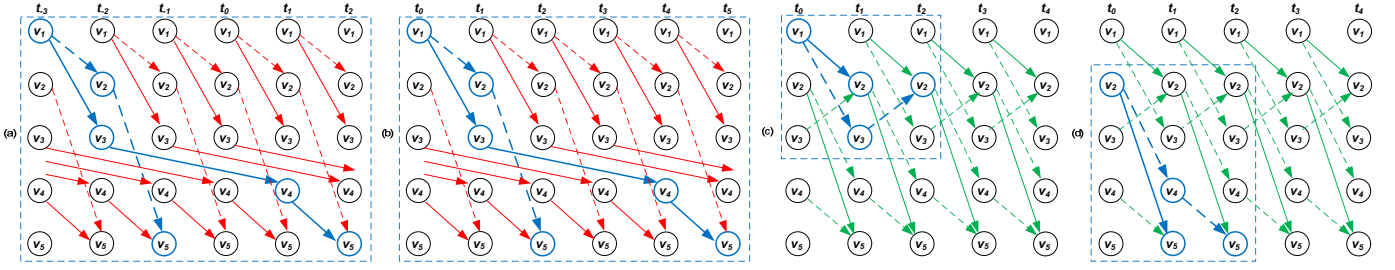 t-3 t-2 t-1 t0 t1 t2
v1 v1 v1 v1 v1 v1
v2 v2 v2 v2 v2 v2
(a) v3 v3 v3 v3 v3 v3
v4 v4 v4 v4 v4 v4
v5 v5 v5 v5 v5 v5
t0 t1 t2 t3 t4 t5
v1 v1 v1 v1 v1 v1
v2 v2 v2 v2 v2 v2
(b) v3 v3 v3 v3 v3 v3
v4 v4 v4 v4 v4 v4
v5 v5 v5 v5 v5 v5
t0 t1 t2 t3 t4
v1 v1 v1 v1 v1
v2 v2 v2 v2 v2
(c) v3 v3 v3 v3 v3
v4 v4 v4 v4 v4
v5 v5 v5 v5 v5
t0 t1 t2 t3 t4
v1 v1 v1 v1 v1
v2 v2 v2 v2 v2
(d) v3 v3 v3 v3 v3
v4 v4 v4 v4 v4
v5 v5 v5 v5 v5